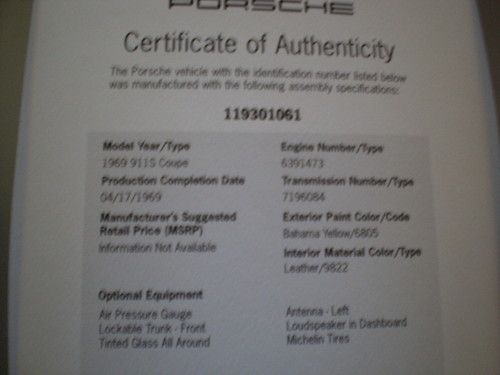 PORSCHE
Certificate of Authenticity
The Porsche vehicle with the identification number listed below
was manufactured with the following assembly specifications:
119301061
Model Year/Type
1969 911S Coupe
Production Completion Date
04/17/1969
Manufacturer's Suggested
Retail Price (MSRP)
Information Not Available
Engine Number/Type
6391473
Transmission Number/Type
7196084
Exterior Paint Color/Code
Bahama Yellow/6805
Interior Material Color/Type
Leather/9822
Optional Equipment
Air Pressure Gauge
Lockable Trunk - Front
Tinted Glass All Around
Antenna - Left
Loudspeaker in Dashboard
Michelin Tires